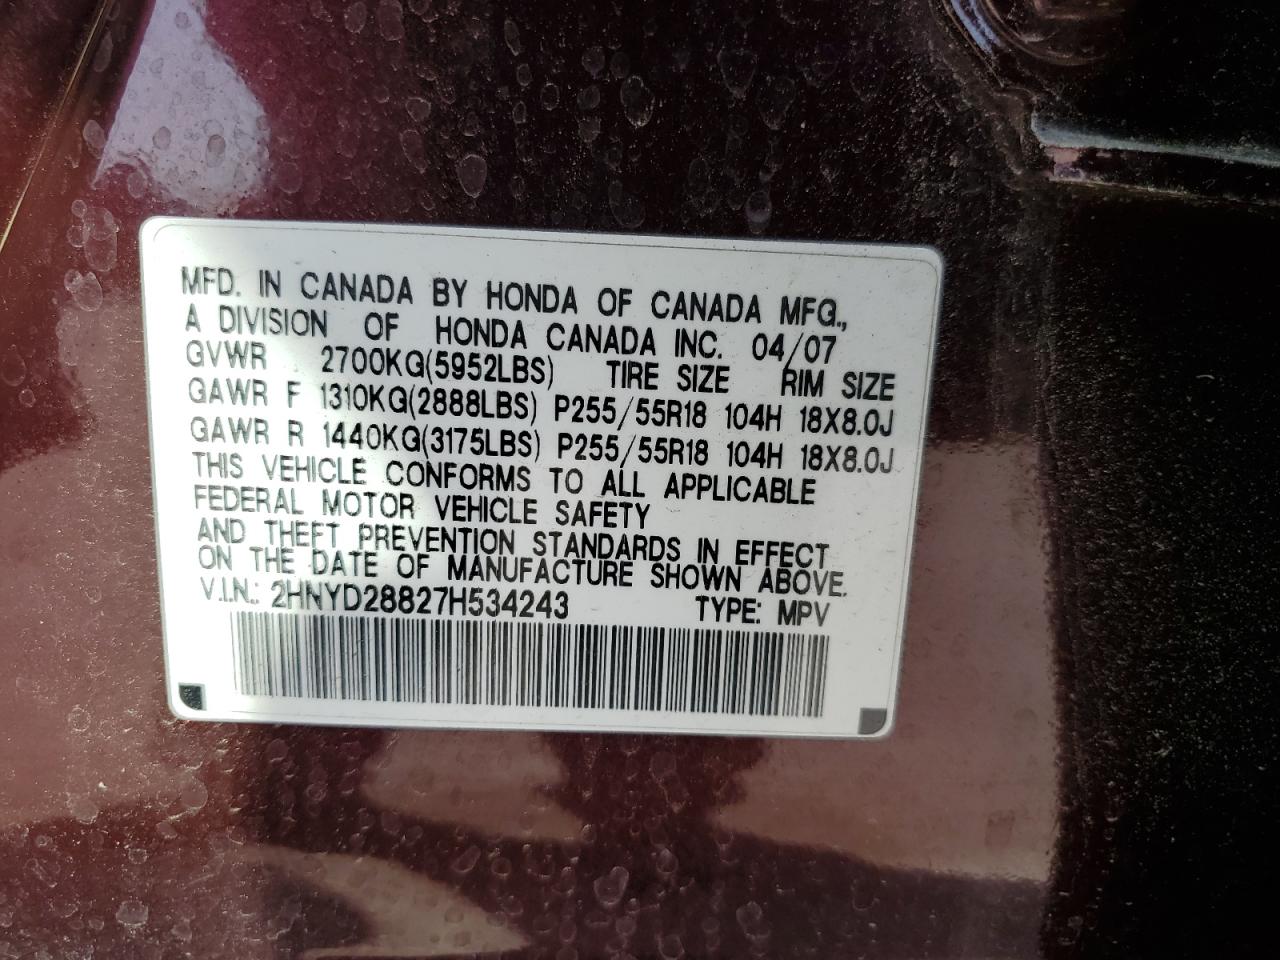 MFD. IN CANADA BY HONDA OF CANADA MFG.,
A DIVISION OF HONDA CANADA INC. 04/07
GVWR 2700KG(5952LBS) TIRE SIZE RIM SIZE
GAWR F 1310KG(2888LBS) P255/55R18 104H 18X8.0J
GAWR R 1440KG(3175LBS) P255/55R18 104H 18X8.0J
THIS VEHICLE CONFORMS TO ALL APPLICABLE
FEDERAL MOTOR VEHICLE SAFETY
AND THEFT PREVENTION STANDARDS IN EFFECT
ON THE DATE OF MANUFACTURE SHOWN ABOVE.
V.I.N.: 2HNYD28827H534243 TYPE: MPV